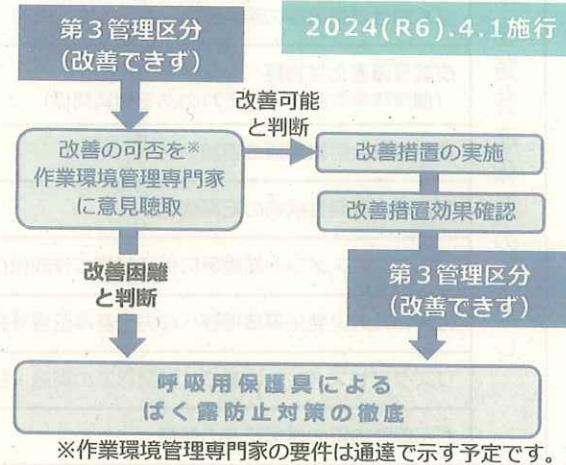 第３管理区分
（改善できず）
2024(R6).4.1施行
改善可能
と判断
改善の可否を※
作業環境管理専門家
に意見聴取
改善措置の実施
改善措置効果確認
改善困難
と判断
第３管理区分
（改善できず）
呼吸用保護具による
ばく露防止対策の徹底
※作業環境管理専門家の要件は通達で示す予定です。